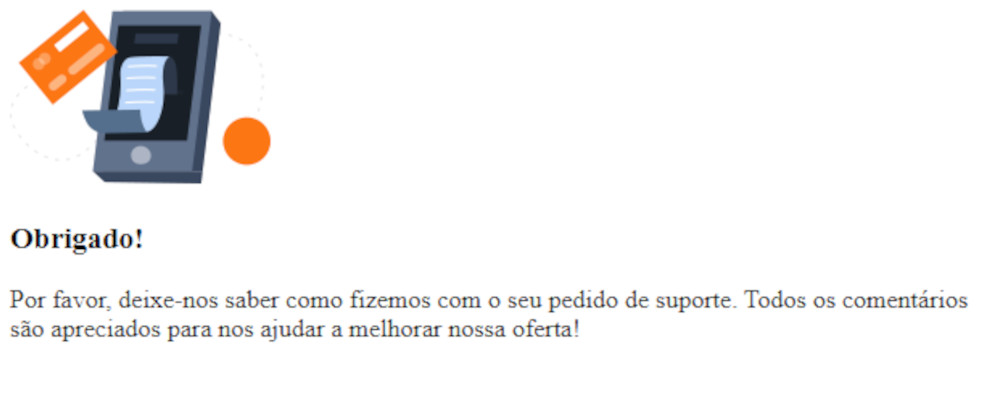 Obrigado!
Por favor, deixe-nos saber como fizemos com o seu pedido de suporte. Todos os comentários
são apreciados para nos ajudar a melhorar nossa oferta!